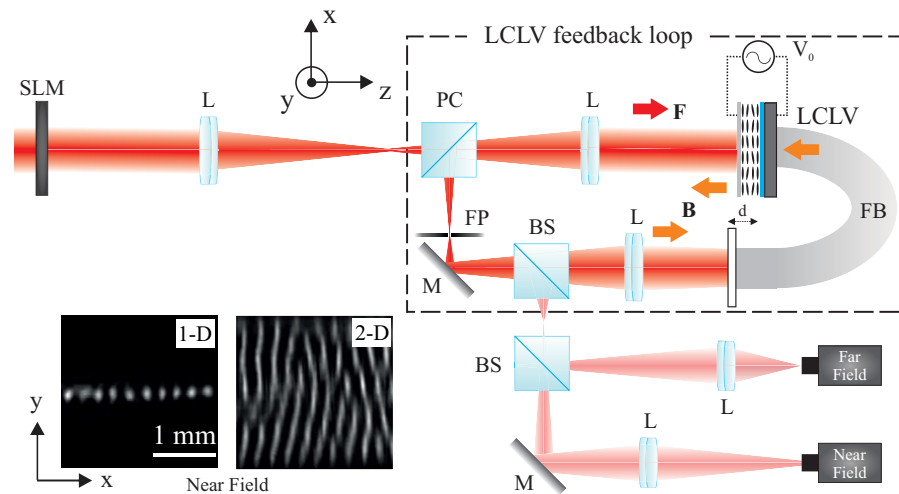 LCLV feedback loop
x
V0
SLM
L
PC
L
F
LCLV
y
z
B
FP
BS
L
d
FB
M
1-D
2-D
BS
Far
Field
L
y
1 mm
L
Near
Field
x
Near Field
M